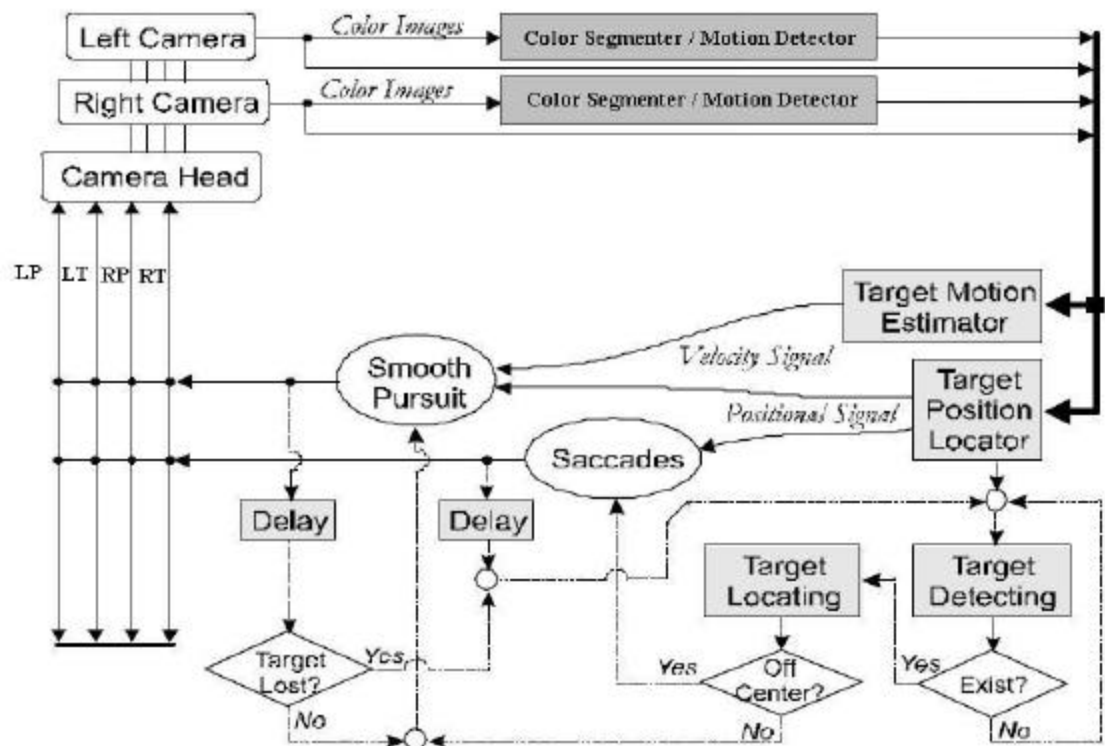 Left Camera
Color Images
Color Segmenter / Motion Detector
Right Camera
Color Images
Color Segmenter / Motion Detector
Camera Head
LP
LT
RP
RT
Target Motion
Estimator
Velocity Signal
Smooth
Pursuit
Target
Position
Locator
Positional Signal
Saccades
Delay
Delay
Target
Locating
Target
Detecting
Target
Lost?
Yes
No
Off
Center?
Yes
No
Exist?
Yes
No